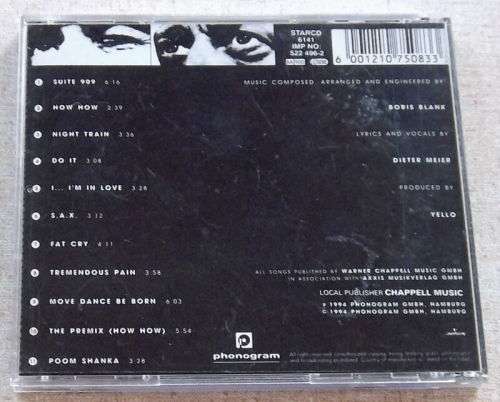 STARCD
6141
IMP NO:
522 496-2
6 001210 750833
1 SUITE 909 6:16
2 HOW HOW 2:39
3 NIGHT TRAIN 3:36
4 DO IT 3:08
5 I... I'M IN LOVE 3:28
6 S.A.X. 3:12
7 FAT CRY 4:11
8 TREMENDOUS PAIN 3:58
9 MOVE DANCE BE BORN 6:03
10 THE PREMIX (HOW HOW) 5:54
11 POOM SHANKA 3:28
MUSIC COMPOSED ARRANGED AND ENGINEERED BY
BORIS BLANK
LYRICS AND VOCALS BY
DIETER MEIER
PRODUCED BY
YELLO
ALL SONGS PUBLISHED BY WARNER CHAPPELL MUSIC GMBH
IN ASSOCIATION WITH AXXIS MUSIKVERLAG GMBH
LOCAL PUBLISHER CHAPPELL MUSIC
℗ 1994 PHONOGRAM GMBH, HAMBURG
© 1994 PHONOGRAM GMBH, HAMBURG
phonogram